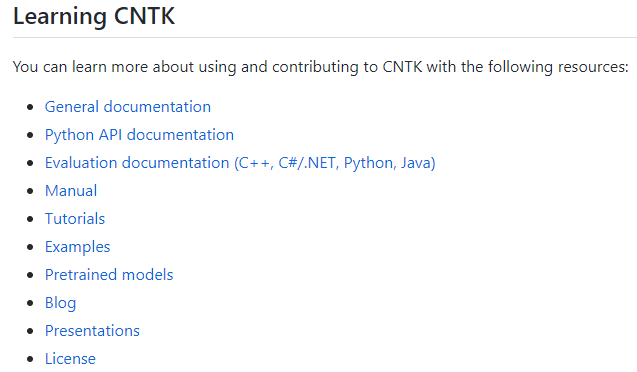 Learning CNTK
You can learn more about using and contributing to CNTK with the following resources:
General documentation
Python API documentation
Evaluation documentation (C++, C#/.NET, Python, Java)
Manual
Tutorials
Examples
Pretrained models
Blog
Presentations
License